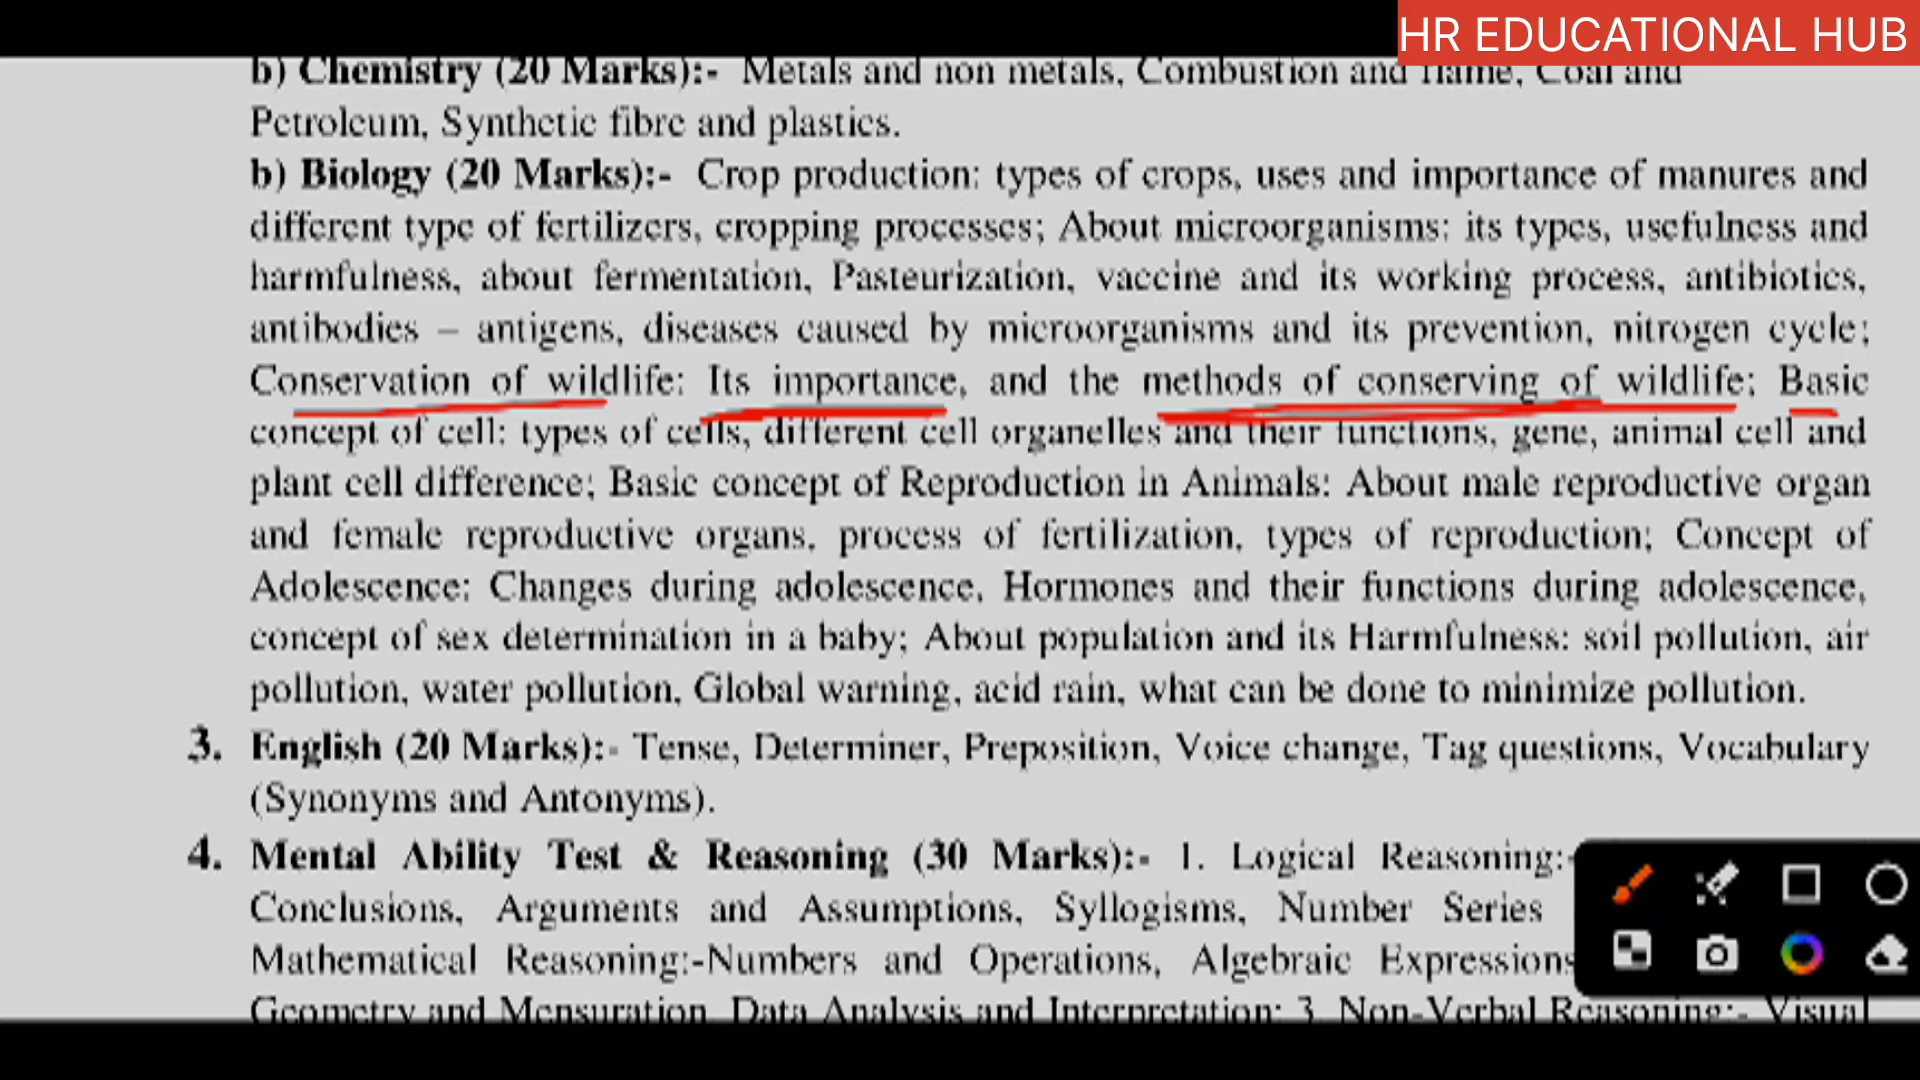 HR EDUCATIONAL HUB
b) Chemistry (20 Marks):- Metals and non metals, Combustion and flame, Coal and
Petroleum, Synthetic fibre and plastics.
b) Biology (20 Marks):- Crop production: types of crops, uses and importance of manures and
different type of fertilizers, cropping processes; About microorganisms: its types, usefulness and
harmfulness, about fermentation, Pasteurization, vaccine and its working process, antibiotics,
antibodies – antigens, diseases caused by microorganisms and its prevention, nitrogen cycle;
Conservation of wildlife: Its importance, and the methods of conserving of wildlife; Basic
concept of cell: types of cells, different cell organelles and their functions, gene, animal cell and
plant cell difference; Basic concept of Reproduction in Animals: About male reproductive organ
and female reproductive organs, process of fertilization, types of reproduction; Concept of
Adolescence: Changes during adolescence, Hormones and their functions during adolescence,
concept of sex determination in a baby; About population and its Harmfulness: soil pollution, air
pollution, water pollution, Global warning, acid rain, what can be done to minimize pollution.
3. English (20 Marks):- Tense, Determiner, Preposition, Voice change, Tag questions, Vocabulary
(Synonyms and Antonyms).
4. Mental Ability Test & Reasoning (30 Marks):- 1. Logical Reasoning:-
Conclusions, Arguments and Assumptions, Syllogisms, Number Series
Mathematical Reasoning:-Numbers and Operations, Algebraic Expressions
Geometry and Mensuration, Data Analysis and Interpretation; 3. Non-Verbal Reasoning:- Visual